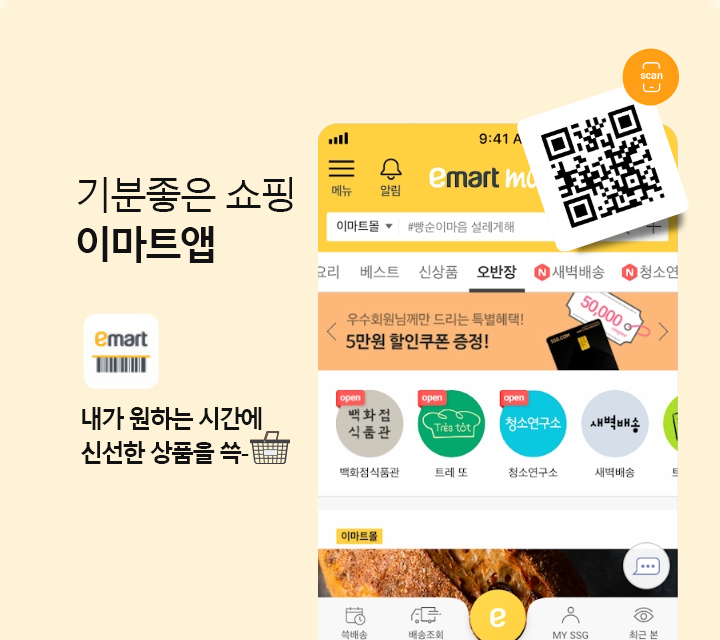 기분좋은 쇼핑
이마트앱
emart
내가 원하는 시간에
신선한 상품을 쓱-
scan
9:41
메뉴
알림
emart
이마트몰
#빵순이마음 설레게해
베스트
신상품
오반장
N 새벽배송
N
우수회원님께만 드리는 특별혜택!
5만원 할인쿠폰 증정!
50,000
SSG.COM
open
백화점
식품관
백화점식품관
open
Très tôt
트레 또
open
청소연구소
청소연구소
새벽배송
새벽배송
이마트몰
쓱배송
배송조회
e
MY SSG
최근 본